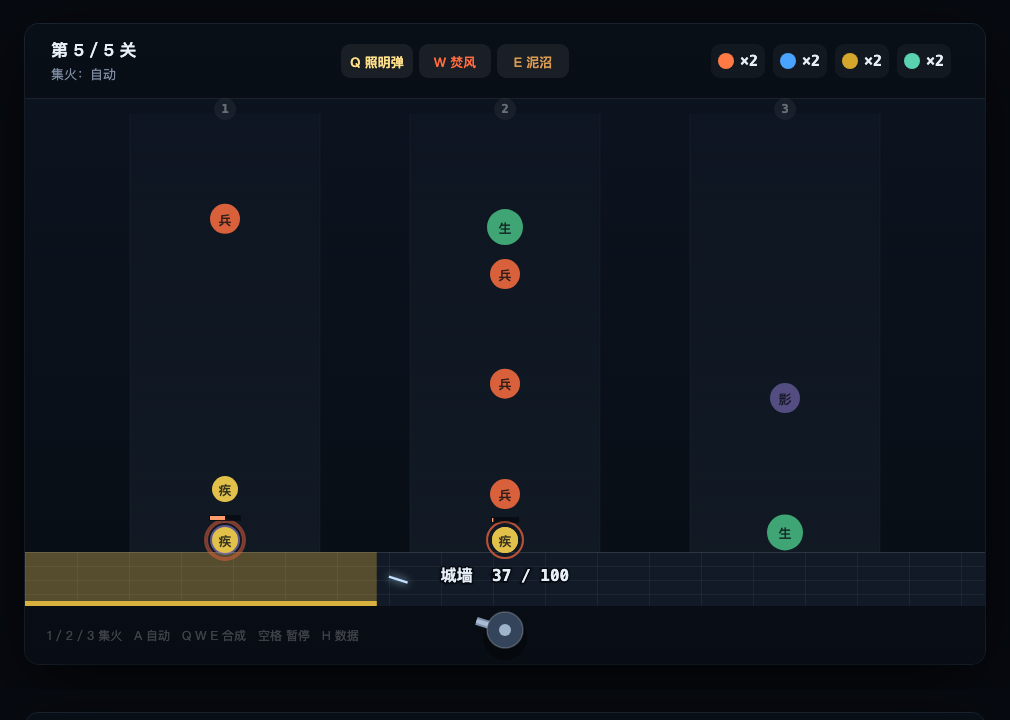 第 5 / 5 关
集火：自动
Q 照明弹 W 焚风 E 泥沼
×2 ×2 ×2 ×2
1 2 3
兵
生
兵
兵
影
疾
兵
生
疾
疾
城墙 37 / 100
1 / 2 / 3 集火 A 自动 Q W E 合成 空格 暂停 H 数据